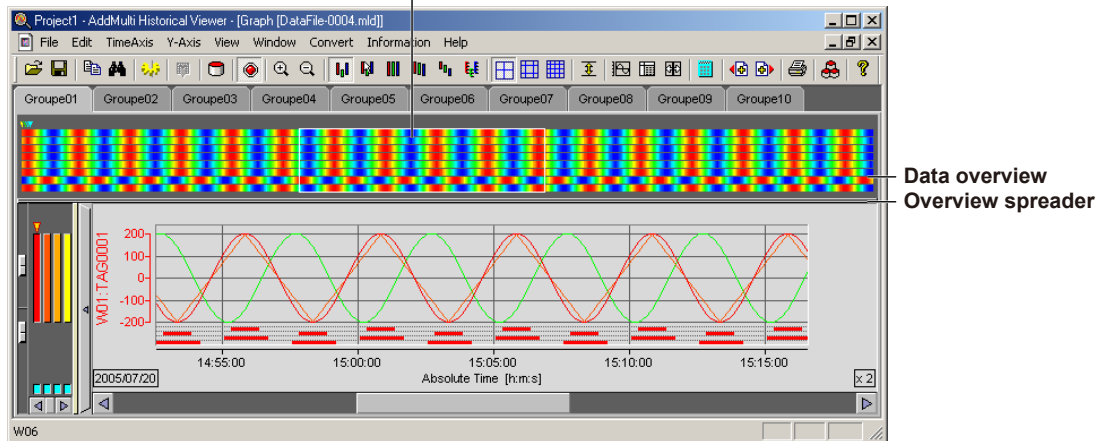 Project1 - AddMulti Historical Viewer - [Graph [DataFile-0004.mld]]
File Edit TimeAxis Y-Axis View Window Convert Information Help
Groupe01 Groupe02 Groupe03 Groupe04 Groupe05 Groupe06 Groupe07 Groupe08 Groupe09 Groupe10
Data overview
Overview spreader
W01:TAG0001
200
100
0
-100
-200
14:55:00 15:00:00 15:05:00 15:10:00 15:15:00
2005/07/20 Absolute Time [h:m:s] x 2
W06